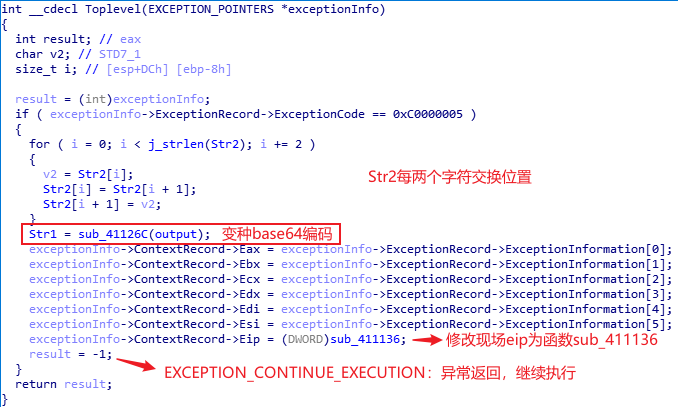 int __cdecl Toplevel(EXCEPTION_POINTERS *exceptionInfo)
{
int result; // eax
char v2; // STD7_1
size_t i; // [esp+DCh] [ebp-8h]
result = (int)exceptionInfo;
if ( exceptionInfo->ExceptionRecord->ExceptionCode == 0xC0000005 )
{
for ( i = 0; i < j_strlen(Str2); i += 2 )
{
v2 = Str2[i];
Str2[i] = Str2[i + 1];
Str2[i + 1] = v2;
}
Str2每两个字符交换位置
Str1 = sub_41126C(output); 变种base64编码
exceptionInfo->ContextRecord->Eax = exceptionInfo->ExceptionRecord->ExceptionInformation[0];
exceptionInfo->ContextRecord->Ebx = exceptionInfo->ExceptionRecord->ExceptionInformation[1];
exceptionInfo->ContextRecord->Ecx = exceptionInfo->ExceptionRecord->ExceptionInformation[2];
exceptionInfo->ContextRecord->Edx = exceptionInfo->ExceptionRecord->ExceptionInformation[3];
exceptionInfo->ContextRecord->Edi = exceptionInfo->ExceptionRecord->ExceptionInformation[4];
exceptionInfo->ContextRecord->Esi = exceptionInfo->ExceptionRecord->ExceptionInformation[5];
exceptionInfo->ContextRecord->Eip = (DWORD)sub_411136; 修改现场eip为函数sub_411136
result = -1;
}
EXCEPTION_CONTINUE_EXECUTION：异常返回，继续执行
return result;
}